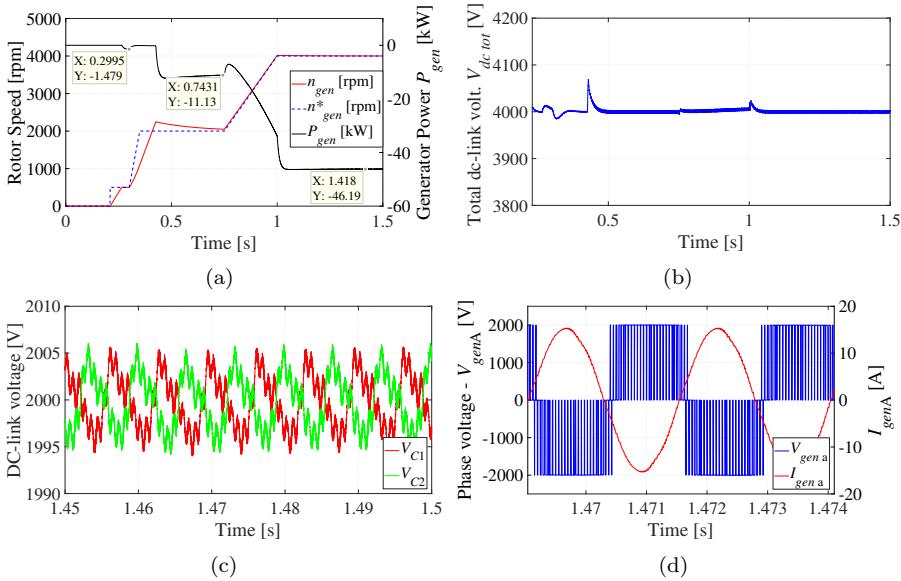 5000
4000
3000
2000
1000
0
Rotor Speed [rpm]
0
-20
-40
-60
Generator Power P_gen [kW]
X: 0.2995
Y: -1.479
X: 0.7431
Y: -11.13
X: 1.418
Y: -46.19
n_gen [rpm]
n*_gen [rpm]
P_gen [kW]
0 0.5 1 1.5
Time [s]
(a)
4200
4100
4000
3900
3800
Total dc-link volt. V_dc tot [V]
0.5 1 1.5
Time [s]
(b)
2010
2005
2000
1995
1990
DC-link voltage [V]
V_C1
V_C2
1.45 1.46 1.47 1.48 1.49 1.5
Time [s]
(c)
2000
1000
0
-1000
-2000
Phase voltage - V_genA [V]
20
10
0
-10
-20
I_genA [A]
V_gen a
I_gen a
1.47 1.471 1.472 1.473 1.474
Time [s]
(d)